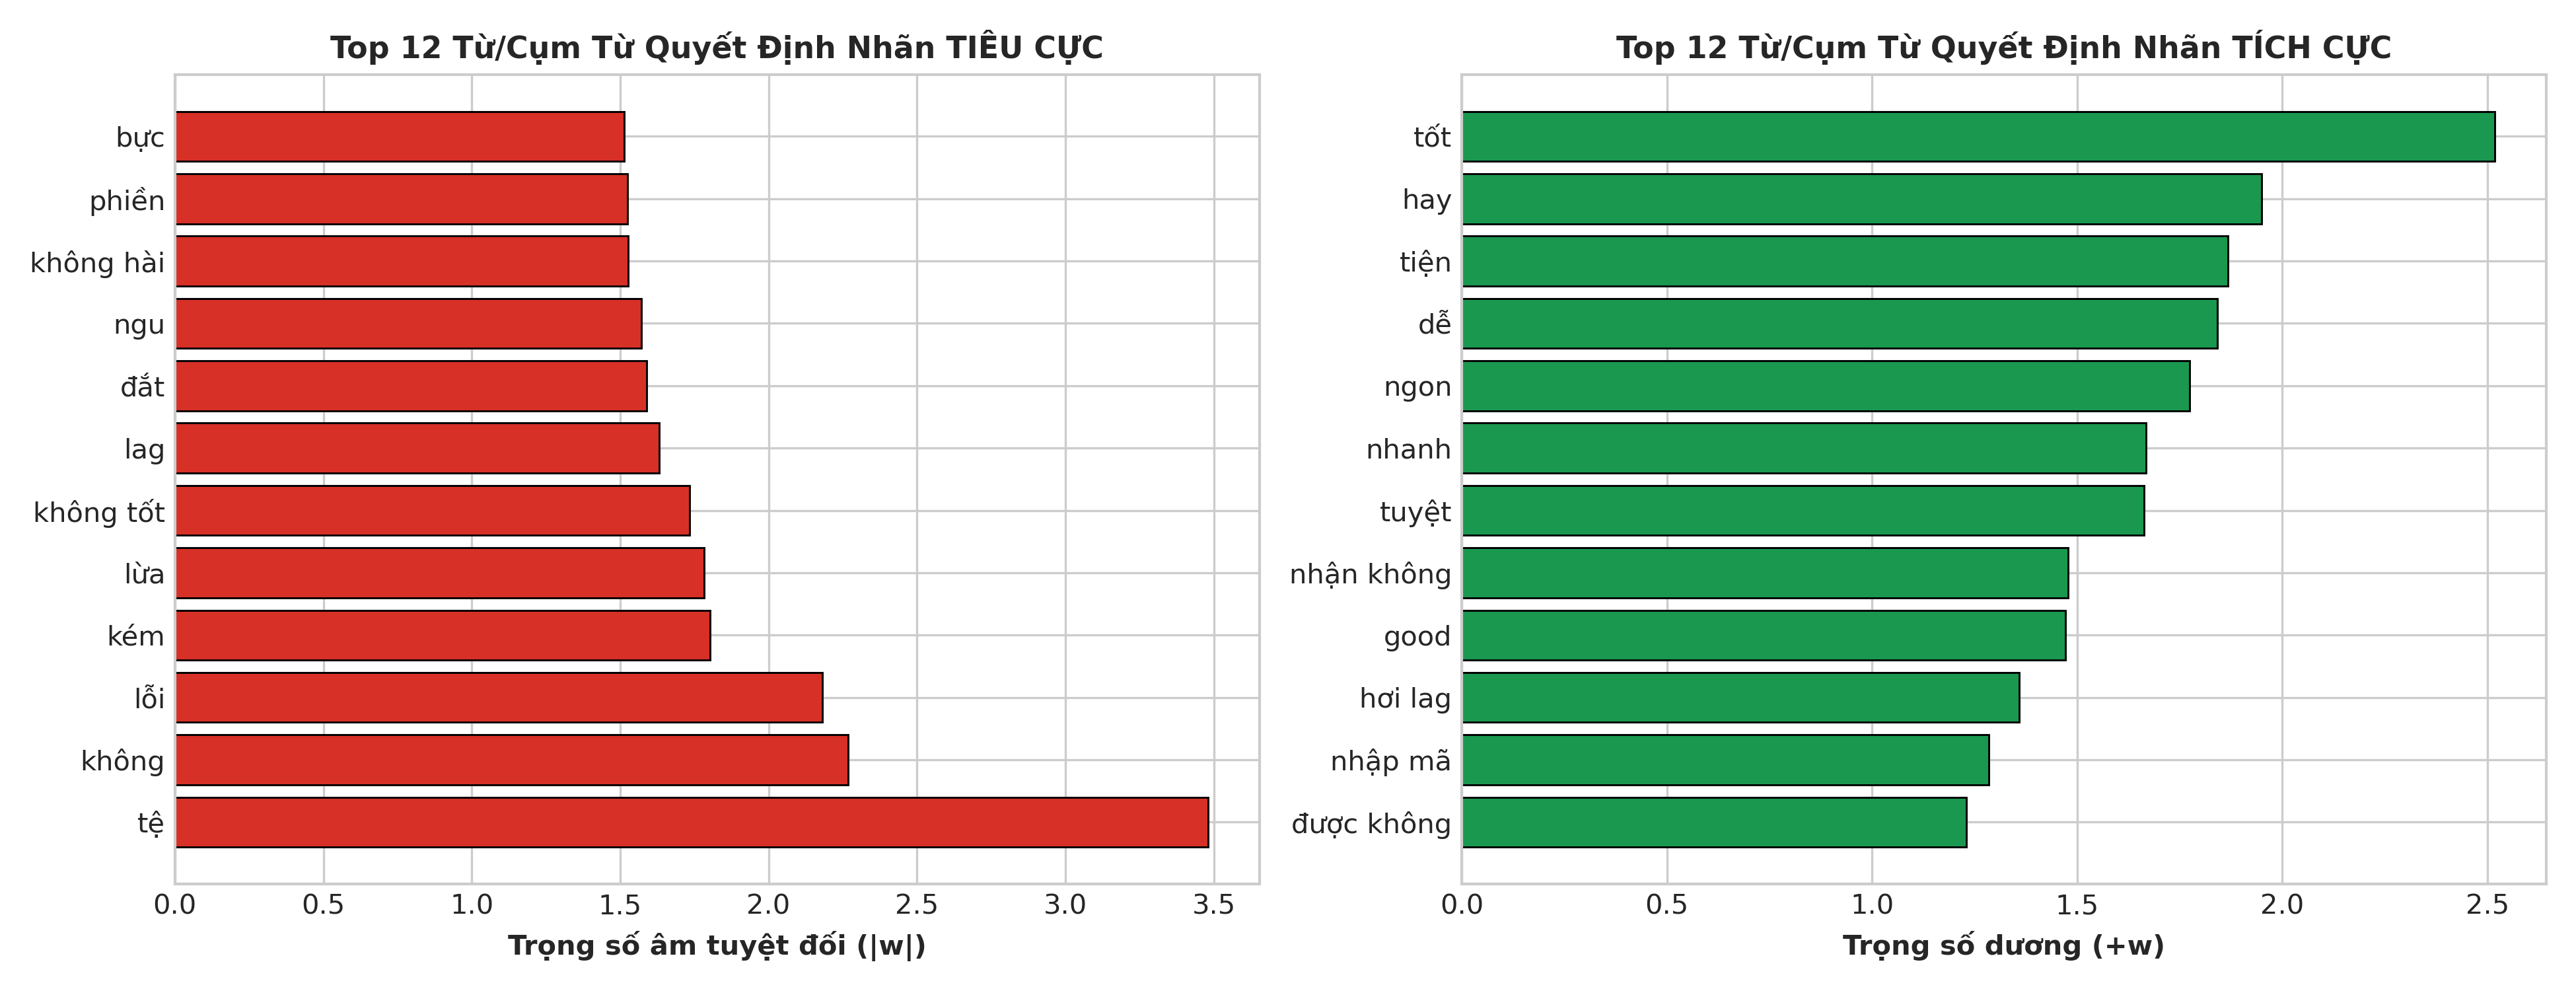 Top 12 Từ/Cụm Từ Quyết Định Nhãn TIÊU CỰC
bực
phiền
không hài
ngu
đắt
lag
không tốt
lừa
kém
lỗi
không
tệ
0.0 0.5 1.0 1.5 2.0 2.5 3.0 3.5
Trọng số âm tuyệt đối (|w|)
Top 12 Từ/Cụm Từ Quyết Định Nhãn TÍCH CỰC
tốt
hay
tiện
dễ
ngon
nhanh
tuyệt
nhận không
good
hơi lag
nhập mã
được không
0.0 0.5 1.0 1.5 2.0 2.5
Trọng số dương (+w)